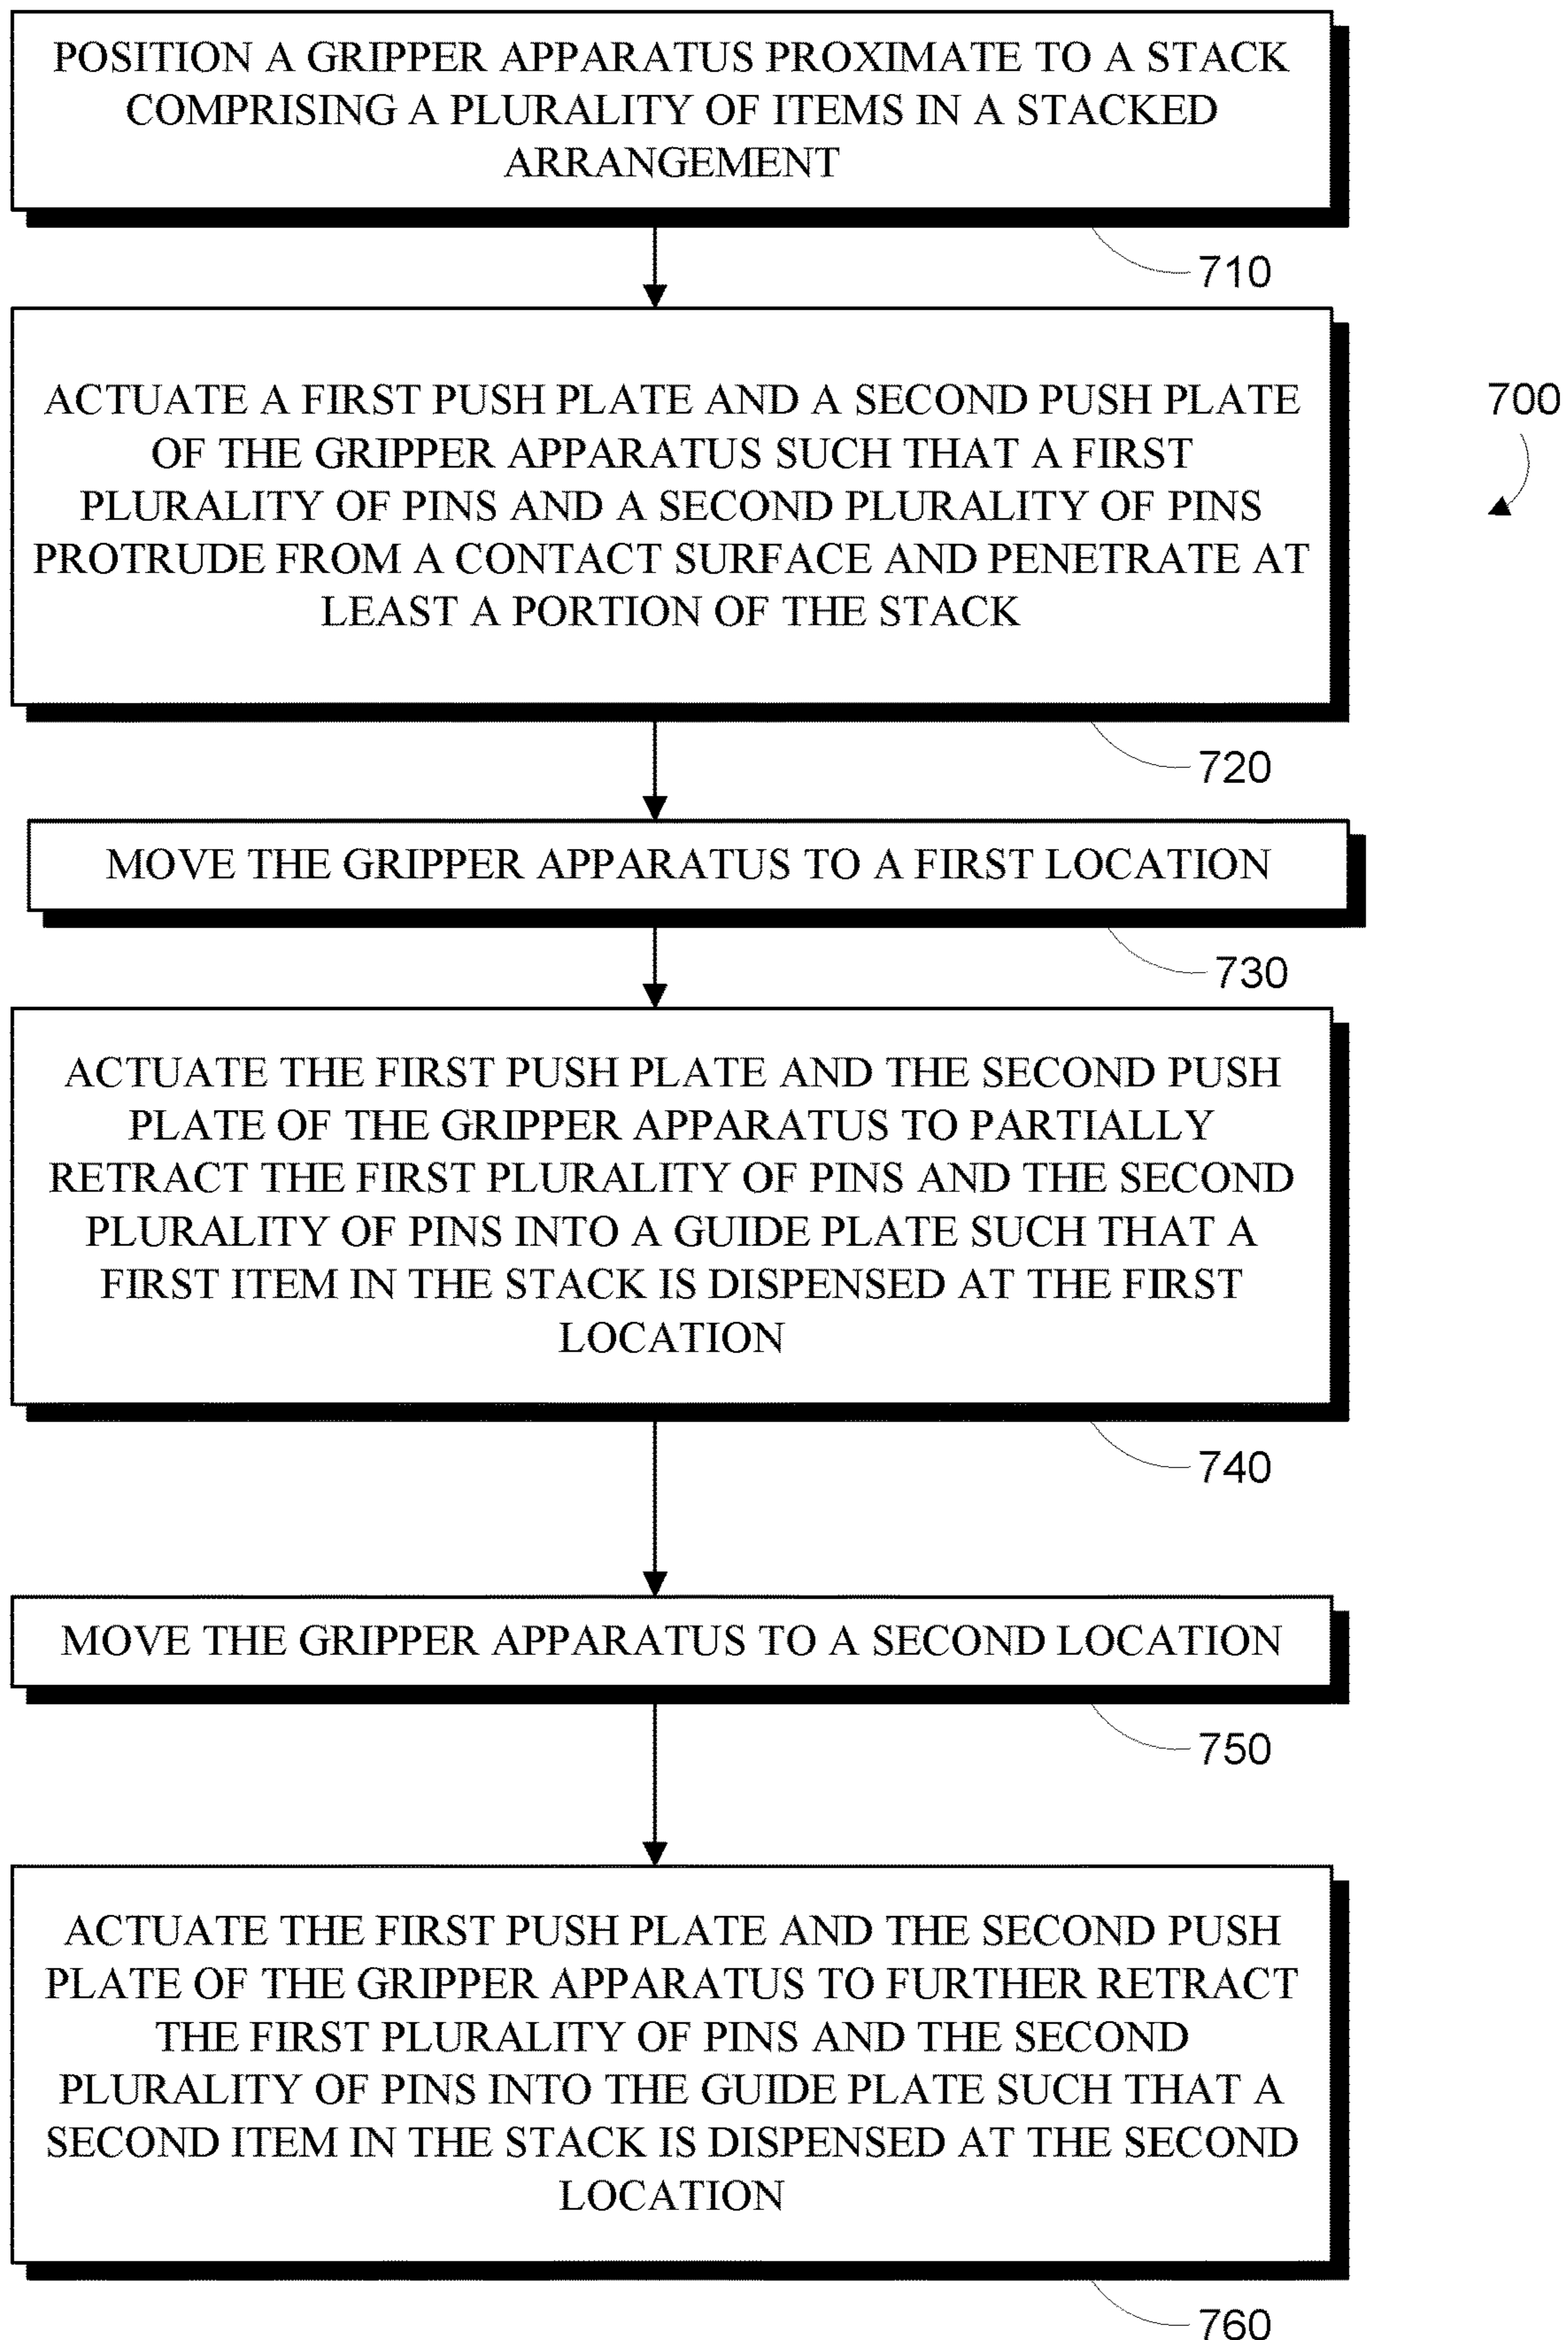 POSITION A GRIPPER APPARATUS PROXIMATE TO A STACK
COMPRISING A PLURALITY OF ITEMS IN A STACKED
ARRANGEMENT
710
ACTUATE A FIRST PUSH PLATE AND A SECOND PUSH PLATE
OF THE GRIPPER APPARATUS SUCH THAT A FIRST
PLURALITY OF PINS AND A SECOND PLURALITY OF PINS
PROTRUDE FROM A CONTACT SURFACE AND PENETRATE AT
LEAST A PORTION OF THE STACK
700
720
MOVE THE GRIPPER APPARATUS TO A FIRST LOCATION
730
ACTUATE THE FIRST PUSH PLATE AND THE SECOND PUSH
PLATE OF THE GRIPPER APPARATUS TO PARTIALLY
RETRACT THE FIRST PLURALITY OF PINS AND THE SECOND
PLURALITY OF PINS INTO A GUIDE PLATE SUCH THAT A
FIRST ITEM IN THE STACK IS DISPENSED AT THE FIRST
LOCATION
740
MOVE THE GRIPPER APPARATUS TO A SECOND LOCATION
750
ACTUATE THE FIRST PUSH PLATE AND THE SECOND PUSH
PLATE OF THE GRIPPER APPARATUS TO FURTHER RETRACT
THE FIRST PLURALITY OF PINS AND THE SECOND
PLURALITY OF PINS INTO THE GUIDE PLATE SUCH THAT A
SECOND ITEM IN THE STACK IS DISPENSED AT THE SECOND
LOCATION
760